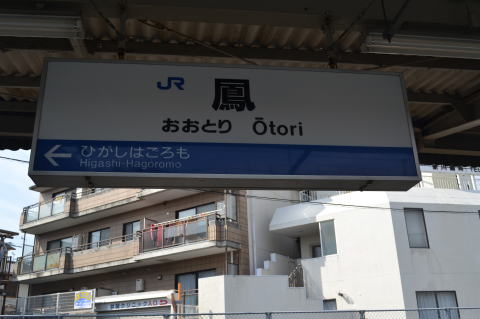 JR 鳳
おおとり Ōtori
← ひがしはごろも
Higashi-Hagoromo